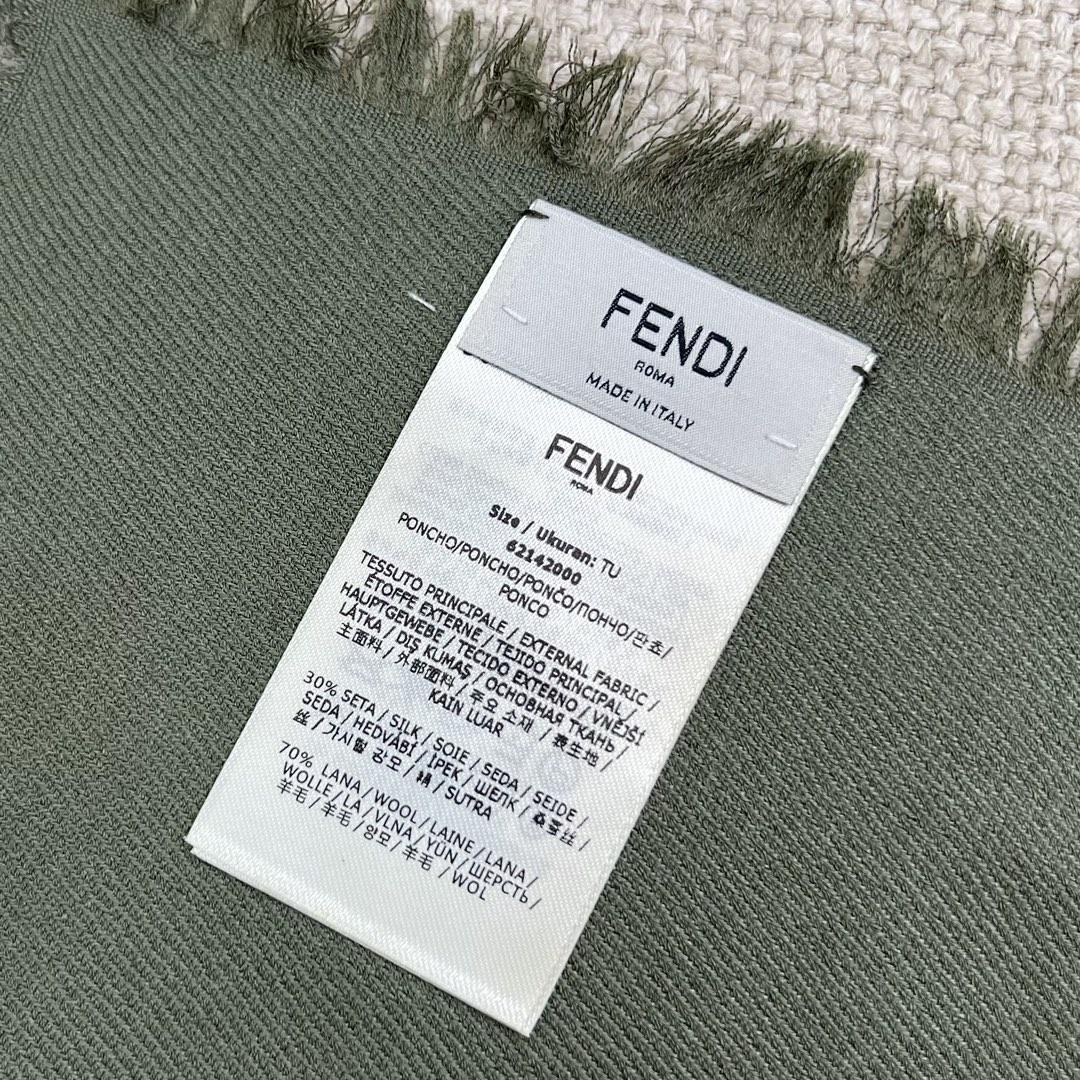 FENDI
ROMA
MADE IN ITALY
FENDI
ROMA
Size / Ukuran: TU
62142000
PONCHO/PONCHO/PONČO/ПОНЧО/판초/
PONCO
TESSUTO PRINCIPALE / EXTERNAL FABRIC /
ÉTOFFE EXTERNE / TEJIDO PRINCIPAL /
HAUPTGEWEBE / TECIDO EXTERNO / VNĚJŠÍ
LÁTKA / DIŞ KUMAŞ / ОСНОВНАЯ ТКАНЬ /
主面料 / 外部面料 / 주요 소재 / 表生地 /
KAIN LUAR
30% SETA / SILK / SOIE / SEDA / SEIDE /
SEDA / HEDVÁBÍ / İPEK / ШЕЛК / 桑蚕丝 /
丝 / 가시털 강모 / 絹 / SUTRA
70% LANA / WOOL / LAINE / LANA /
WOLLE / LÃ / VLNA / YÜN / ШЕРСТЬ /
羊毛 / 羊毛 / 양모 / 羊毛 / WOL